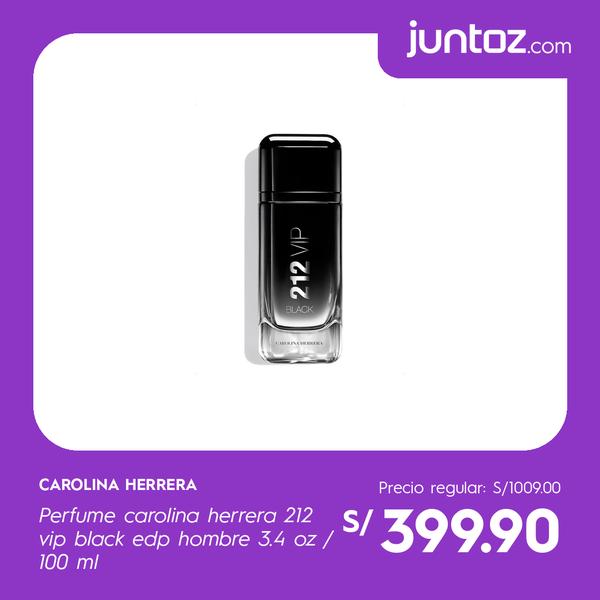 juntoz.com
212 VIP
BLACK
CAROLINA HERRERA
CAROLINA HERRERA
Perfume carolina herrera 212
vip black edp hombre 3.4 oz /
100 ml
Precio regular: S/1009.00
S/ 399.90